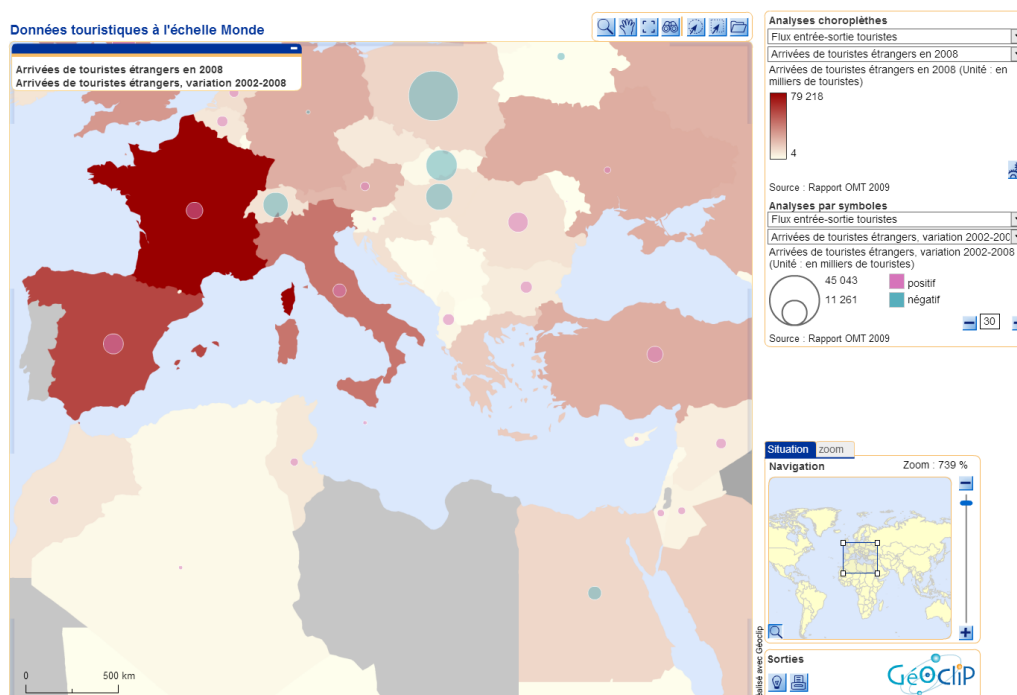 Données touristiques à l'échelle Monde
Arrivées de touristes étrangers en 2008
Arrivées de touristes étrangers, variation 2002-2008
0
500 km
Analyses choroplèthes
Flux entrée-sortie touristes
Arrivées de touristes étrangers en 2008
Arrivées de touristes étrangers en 2008 (Unité : en
milliers de touristes)
79 218
4
Source : Rapport OMT 2009
Analyses par symboles
Flux entrée-sortie touristes
Arrivées de touristes étrangers, variation 2002-200
Arrivées de touristes étrangers, variation 2002-2008
(Unité : en milliers de touristes)
45 043
11 261
positif
négatif
30
Source : Rapport OMT 2009
Situation
zoom
Navigation
Zoom : 739 %
avec Géoclip
Sorties
GéOcliP